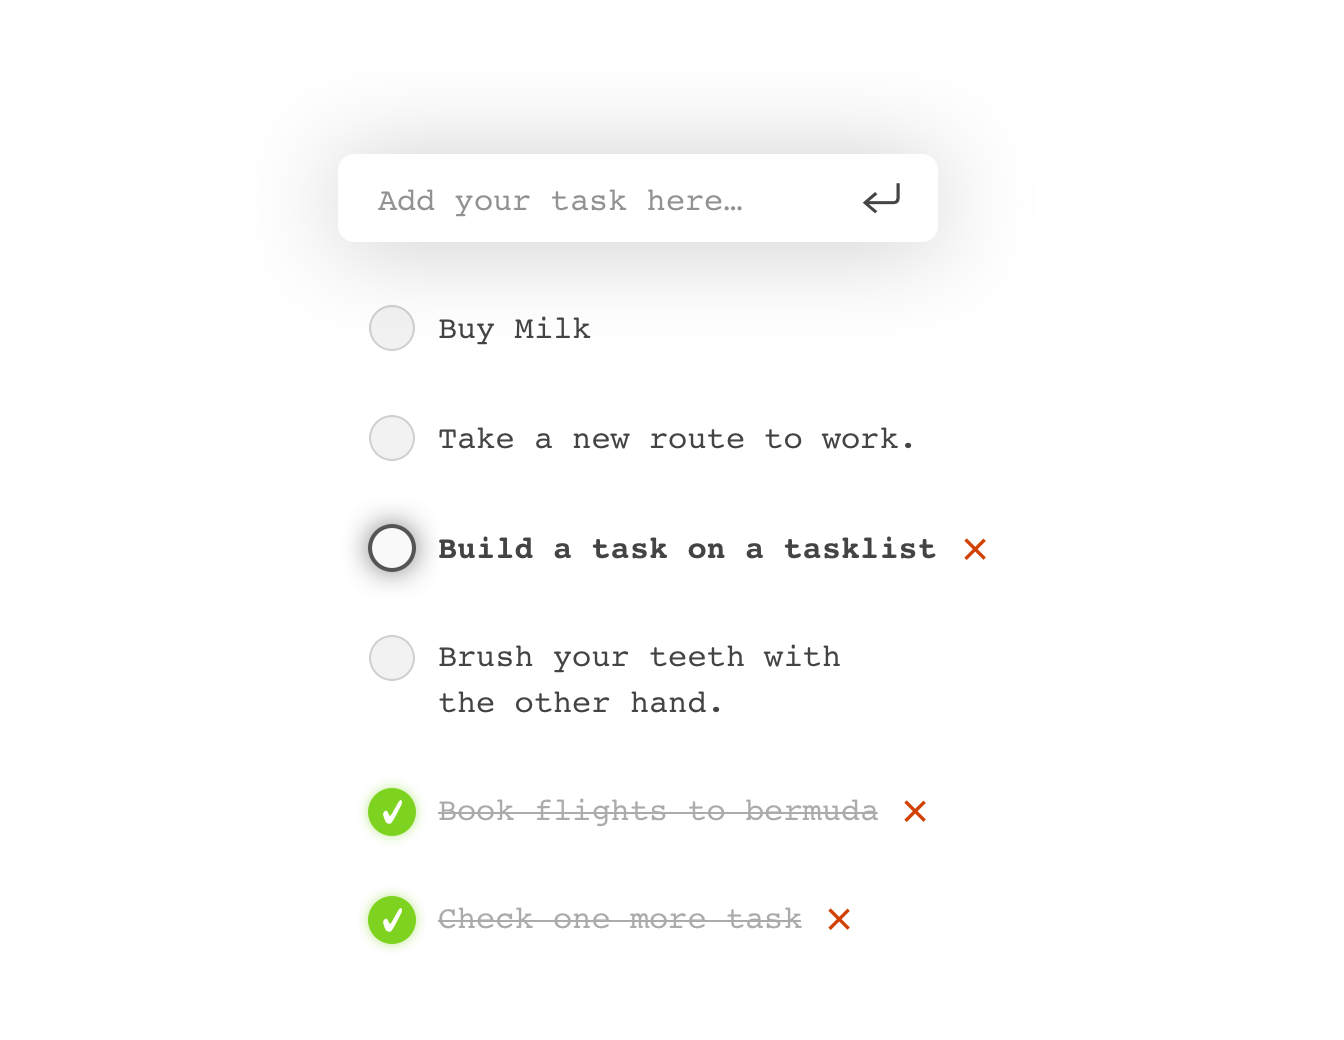 Add your task here…
Buy Milk
Take a new route to work.
Build a task on a tasklist
Brush your teeth with
the other hand.
Book flights to bermuda
Check one more task